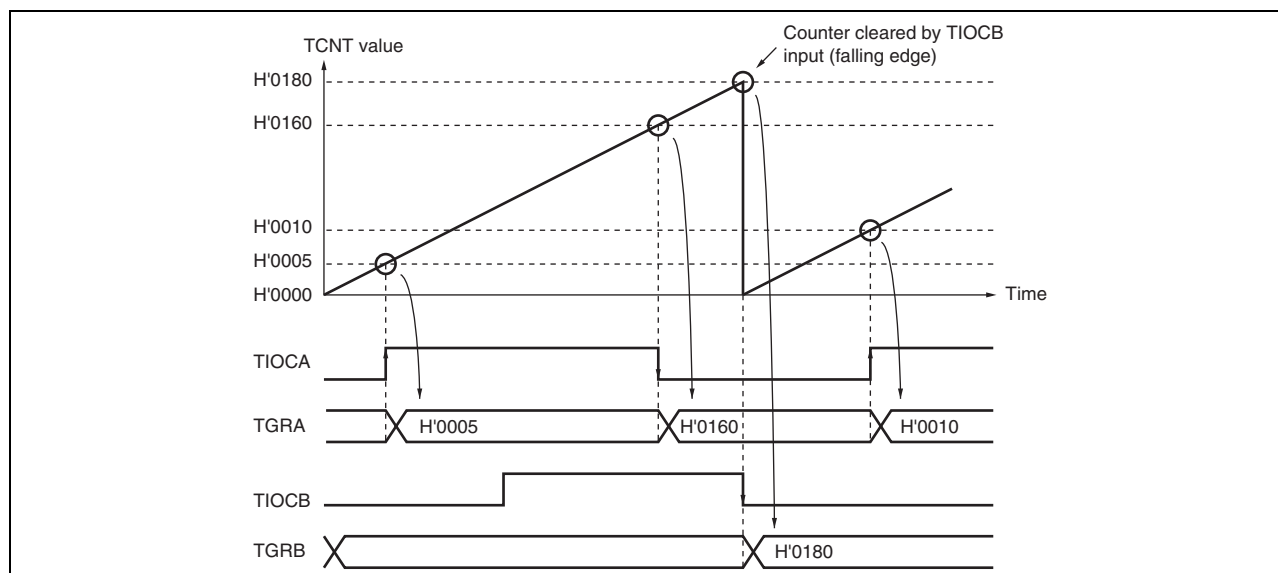 Counter cleared by TIOCB
input (falling edge)
TCNT value
H'0180
H'0160
H'0010
H'0005
H'0000
Time
TIOCA
TGRA
H'0005
H'0160
H'0010
TIOCB
TGRB
H'0180